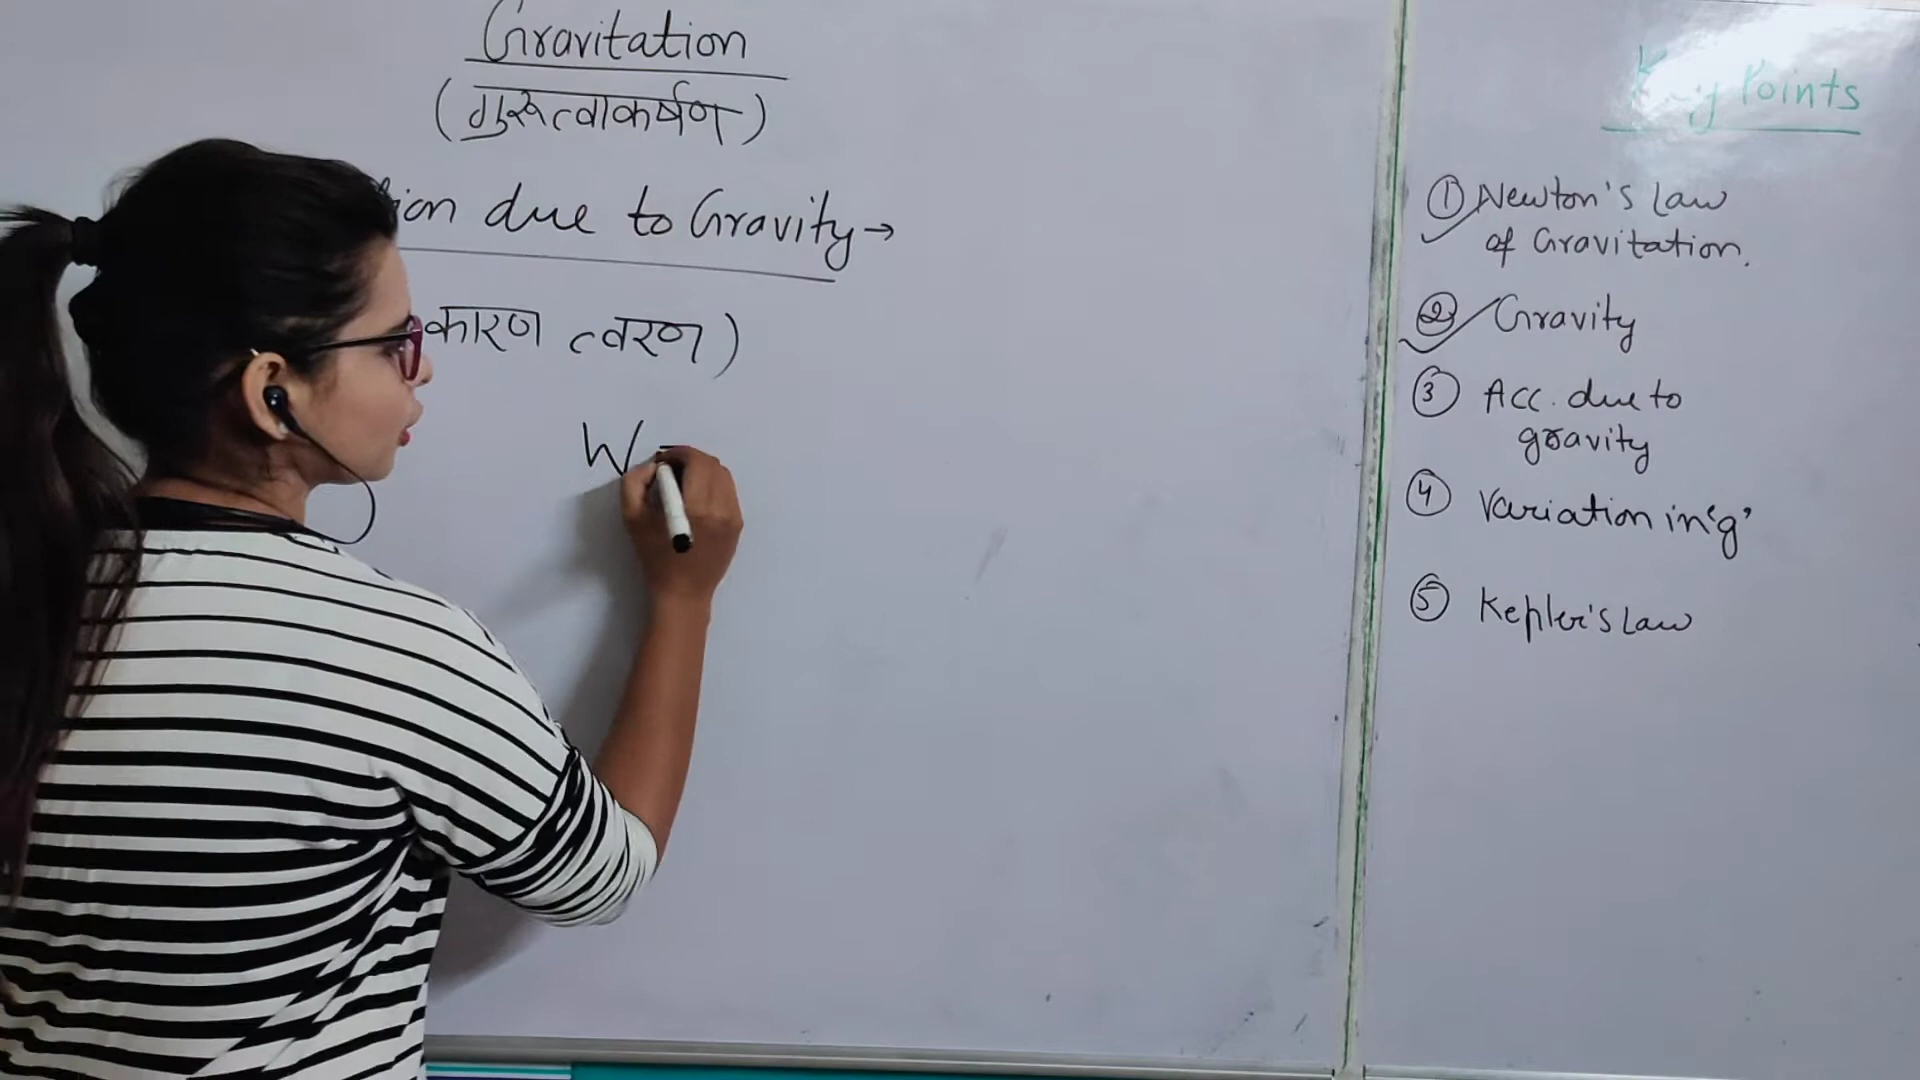 Gravitation
(गुरूत्वाकर्षण)
ion due to Gravity →
कारण त्वरण)
W =
Key Points
① Newton's Law
of Gravitation.
② Gravity
③ Acc. due to
gravity
④ Variation in 'g'
⑤ Kepler's Law